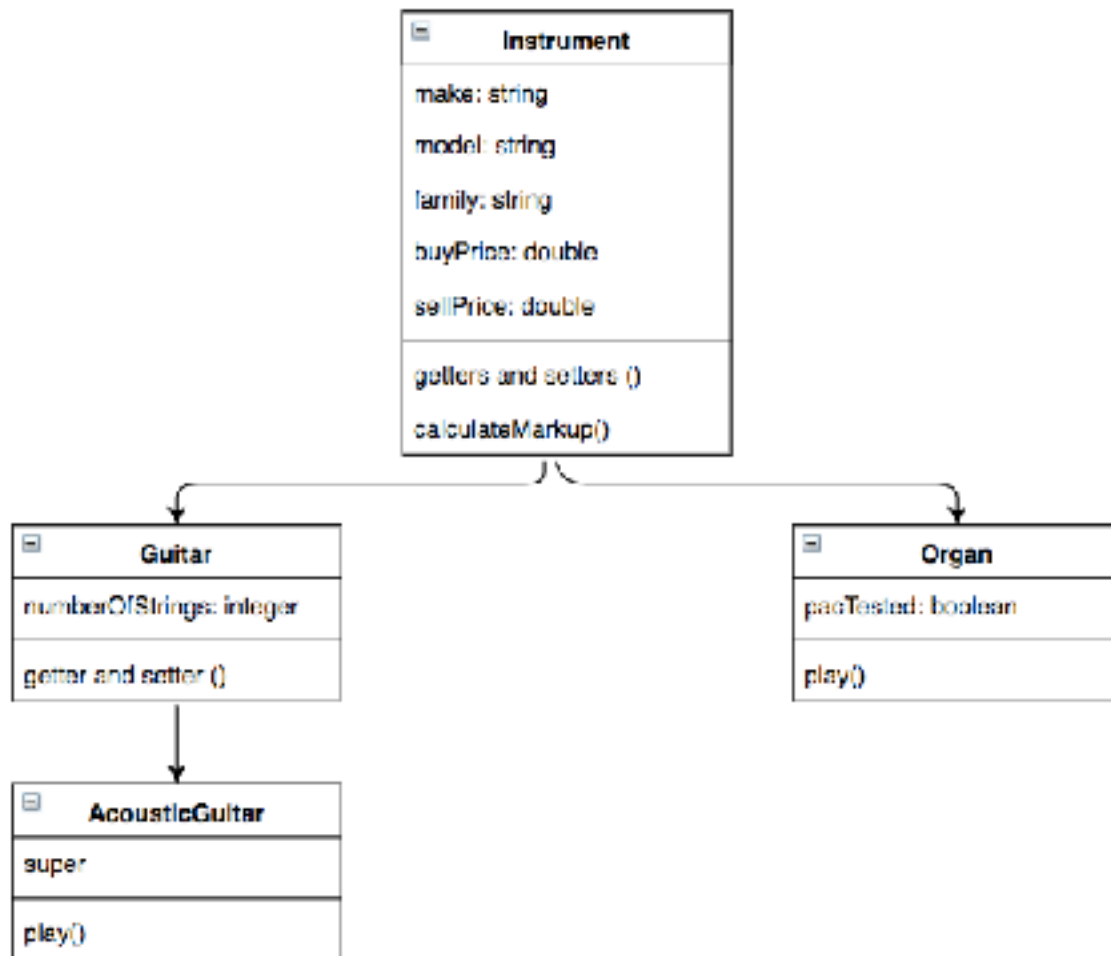 Instrument
make: string
model: string
family: string
buyPrice: double
sellPrice: double
getters and setters ()
calculateMarkup()
Guitar
numberOfStrings: integer
getter and setter ()
Organ
pacTested: boolean
play()
AcousticGuitar
super
play()